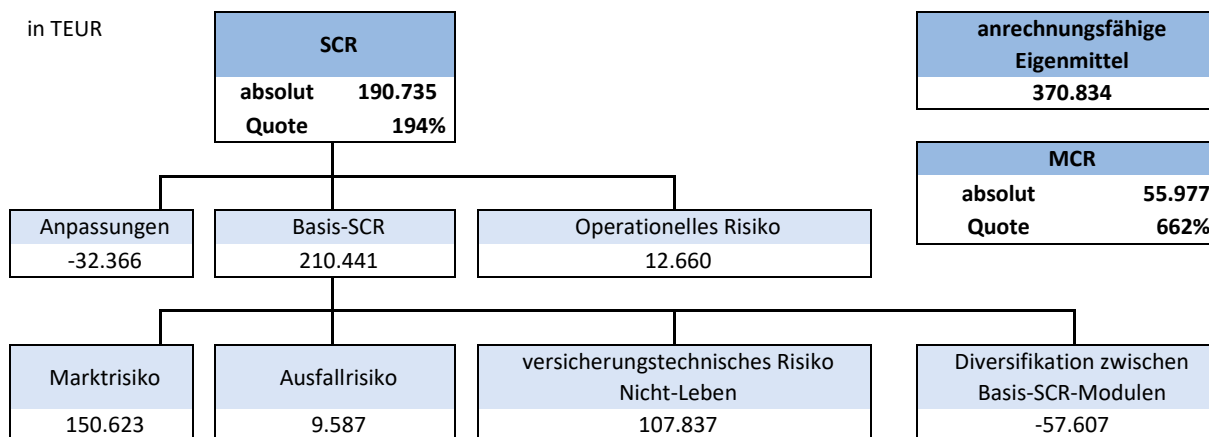 in TEUR
SCR
absolut 190.735
Quote 194%
anrechnungsfähige
Eigenmittel
370.834
MCR
absolut 55.977
Quote 662%
Anpassungen
-32.366
Basis-SCR
210.441
Operationelles Risiko
12.660
Marktrisiko
150.623
Ausfallrisiko
9.587
versicherungstechnisches Risiko
Nicht-Leben
107.837
Diversifikation zwischen
Basis-SCR-Modulen
-57.607